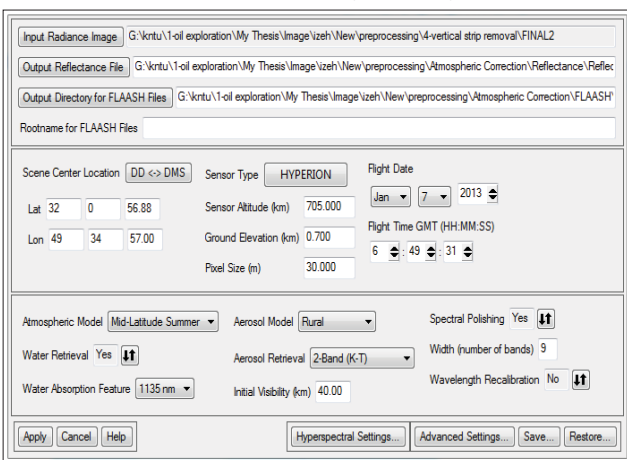 Input Radiance Image G:\kntu\1-oil exploration\My Thesis\Image\izeh\New\preprocessing\4-vertical strip removal\FINAL2
Output Reflectance File G:\kntu\1-oil exploration\My Thesis\Image\izeh\New\preprocessing\Atmospheric Correction\Reflectance\Reflec
Output Directory for FLAASH Files G:\kntu\1-oil exploration\My Thesis\Image\izeh\New\preprocessing\Atmospheric Correction\FLAASH\
Rootname for FLAASH Files
Scene Center Location DD <-> DMS
Lat 32 0 56.88
Lon 49 34 57.00
Sensor Type HYPERION
Sensor Altitude (km) 705.000
Ground Elevation (km) 0.700
Pixel Size (m) 30.000
Flight Date
Jan 7 2013
Flight Time GMT (HH:MM:SS)
6 : 49 : 31
Atmospheric Model Mid-Latitude Summer
Water Retrieval Yes
Water Absorption Feature 1135 nm
Aerosol Model Rural
Aerosol Retrieval 2-Band (K-T)
Initial Visibility (km) 40.00
Spectral Polishing Yes
Width (number of bands) 9
Wavelength Recalibration No
Apply Cancel Help Hyperspectral Settings... Advanced Settings... Save... Restore...